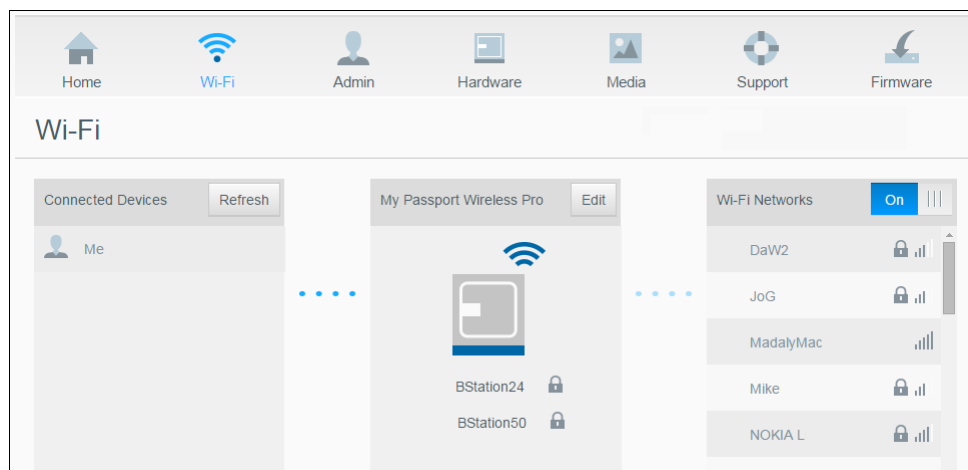 Home Wi-Fi Admin Hardware Media Support Firmware
Wi-Fi
Connected Devices Refresh
Me
My Passport Wireless Pro Edit
BStation24
BStation50
Wi-Fi Networks On
DaW2
JoG
MadalyMac
Mike
NOKIA L